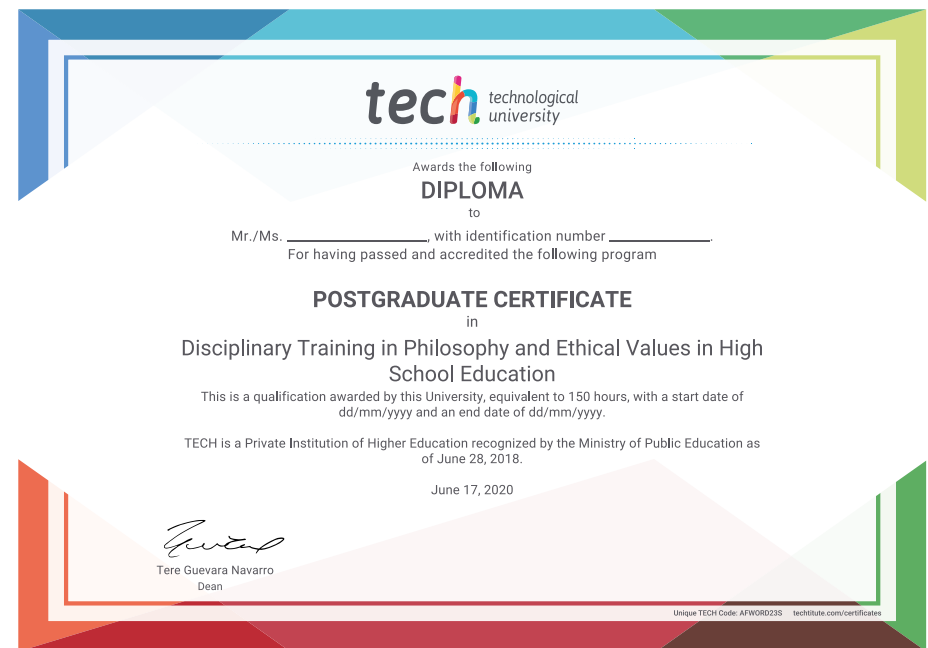 tech technological
university
Awards the following
DIPLOMA
to
Mr./Ms. ____________, with identification number ____________.
For having passed and accredited the following program
POSTGRADUATE CERTIFICATE
in
Disciplinary Training in Philosophy and Ethical Values in High
School Education
This is a qualification awarded by this University, equivalent to 150 hours, with a start date of
dd/mm/yyyy and an end date of dd/mm/yyyy.
TECH is a Private Institution of Higher Education recognized by the Ministry of Public Education as
of June 28, 2018.
June 17, 2020
Tere Guevara Navarro
Dean
Unique TECH Code: AFWORD23S techtitute.com/certificates